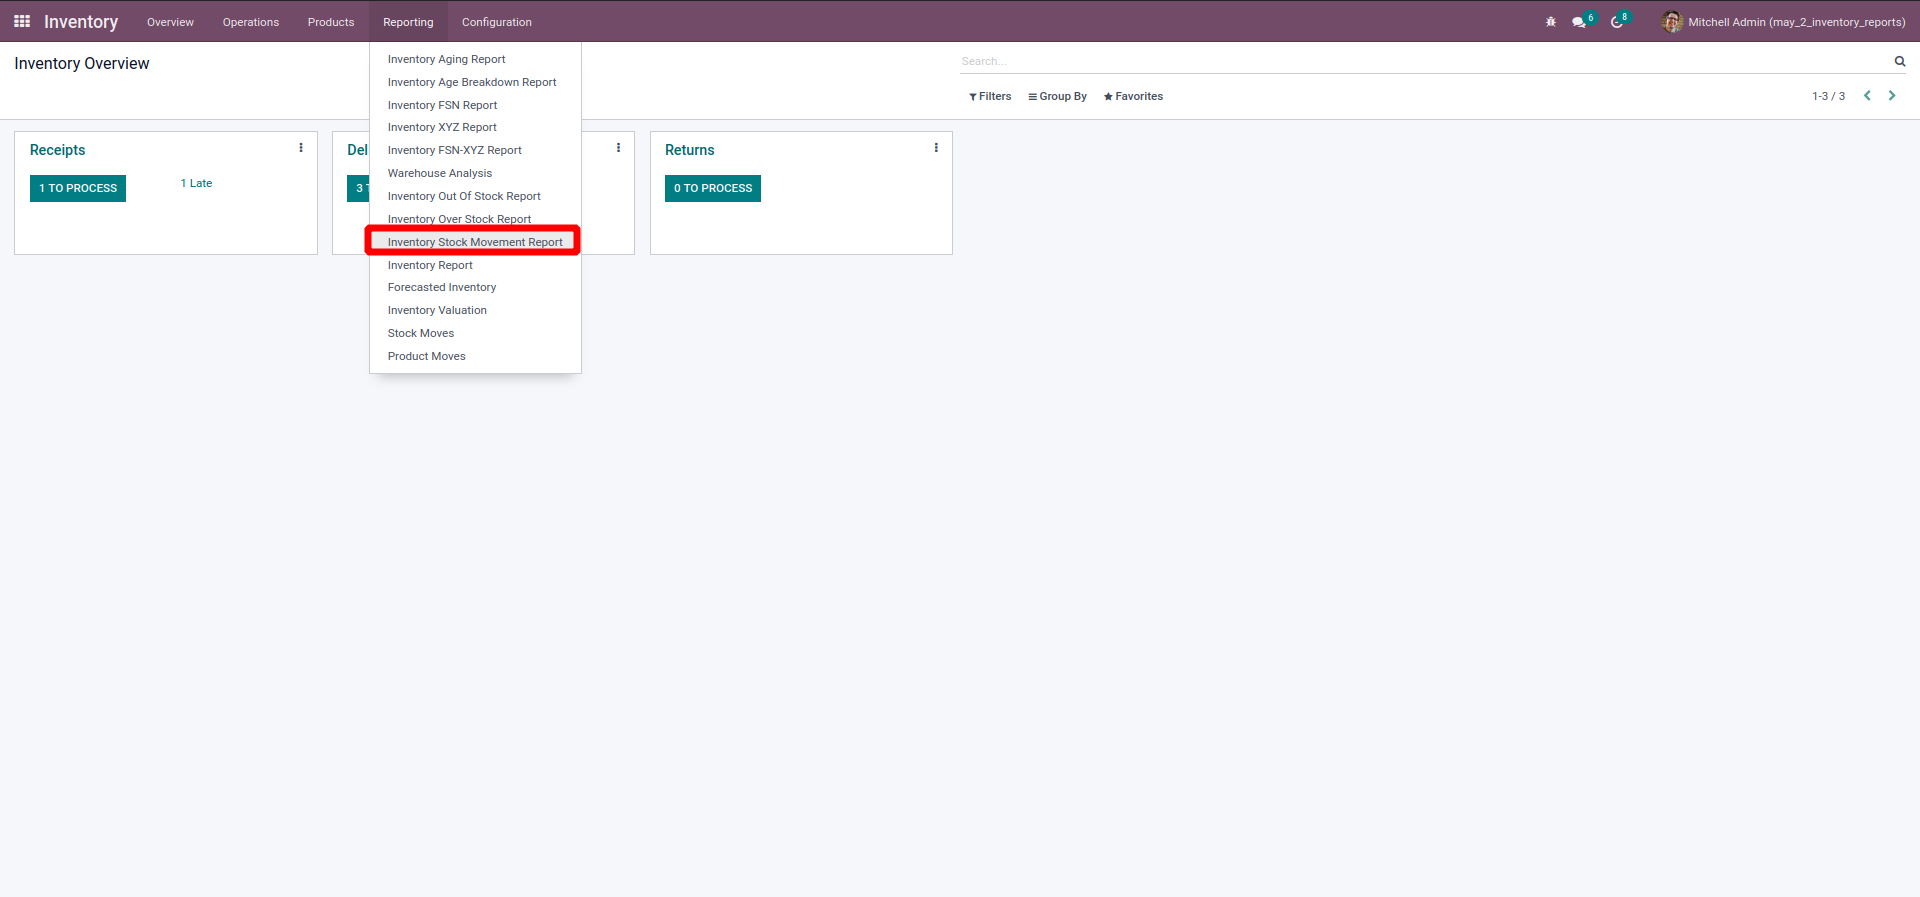 Inventory Overview Operations Products Reporting Configuration 6 8 Mitchell Admin (may_2_inventory_reports)
Inventory Overview
Search...
Filters Group By Favorites 1-3 / 3
Inventory Aging Report
Inventory Age Breakdown Report
Inventory FSN Report
Inventory XYZ Report
Inventory FSN-XYZ Report
Warehouse Analysis
Inventory Out Of Stock Report
Inventory Over Stock Report
Inventory Stock Movement Report
Inventory Report
Forecasted Inventory
Inventory Valuation
Stock Moves
Product Moves
Receipts
1 TO PROCESS 1 Late
Del
3 T
Returns
0 TO PROCESS